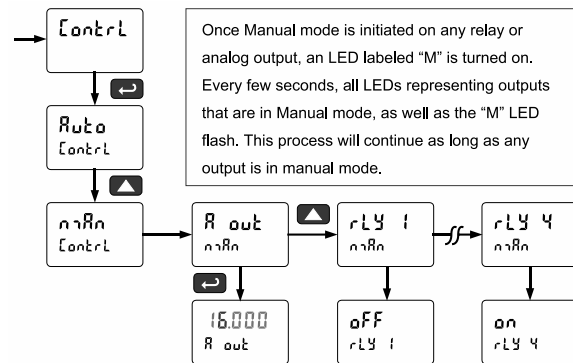 Contrl
Once Manual mode is initiated on any relay or
analog output, an LED labeled “M” is turned on.
Every few seconds, all LEDs representing outputs
that are in Manual mode, as well as the “M” LED
flash. This process will continue as long as any
output is in manual mode.
Auto
Contrl
mAn
Contrl
A out
mAn
rLY 1
mAn
rLY 4
mAn
16.000
A out
oFF
rLY 1
on
rLY 4